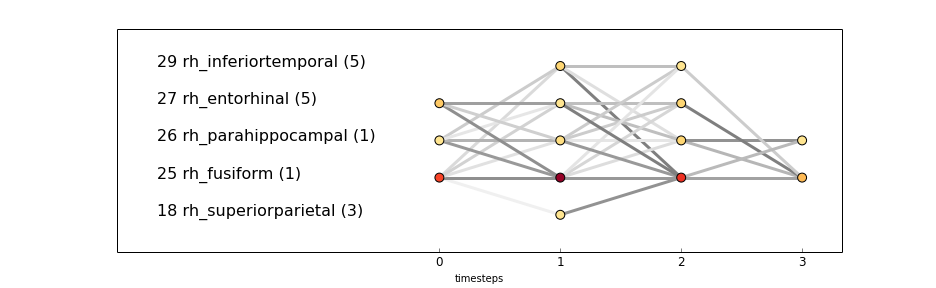 29 rh_inferiortemporal (5)
27 rh_entorhinal (5)
26 rh_parahippocampal (1)
25 rh_fusiform (1)
18 rh_superiorparietal (3)
0 1 2 3
timesteps